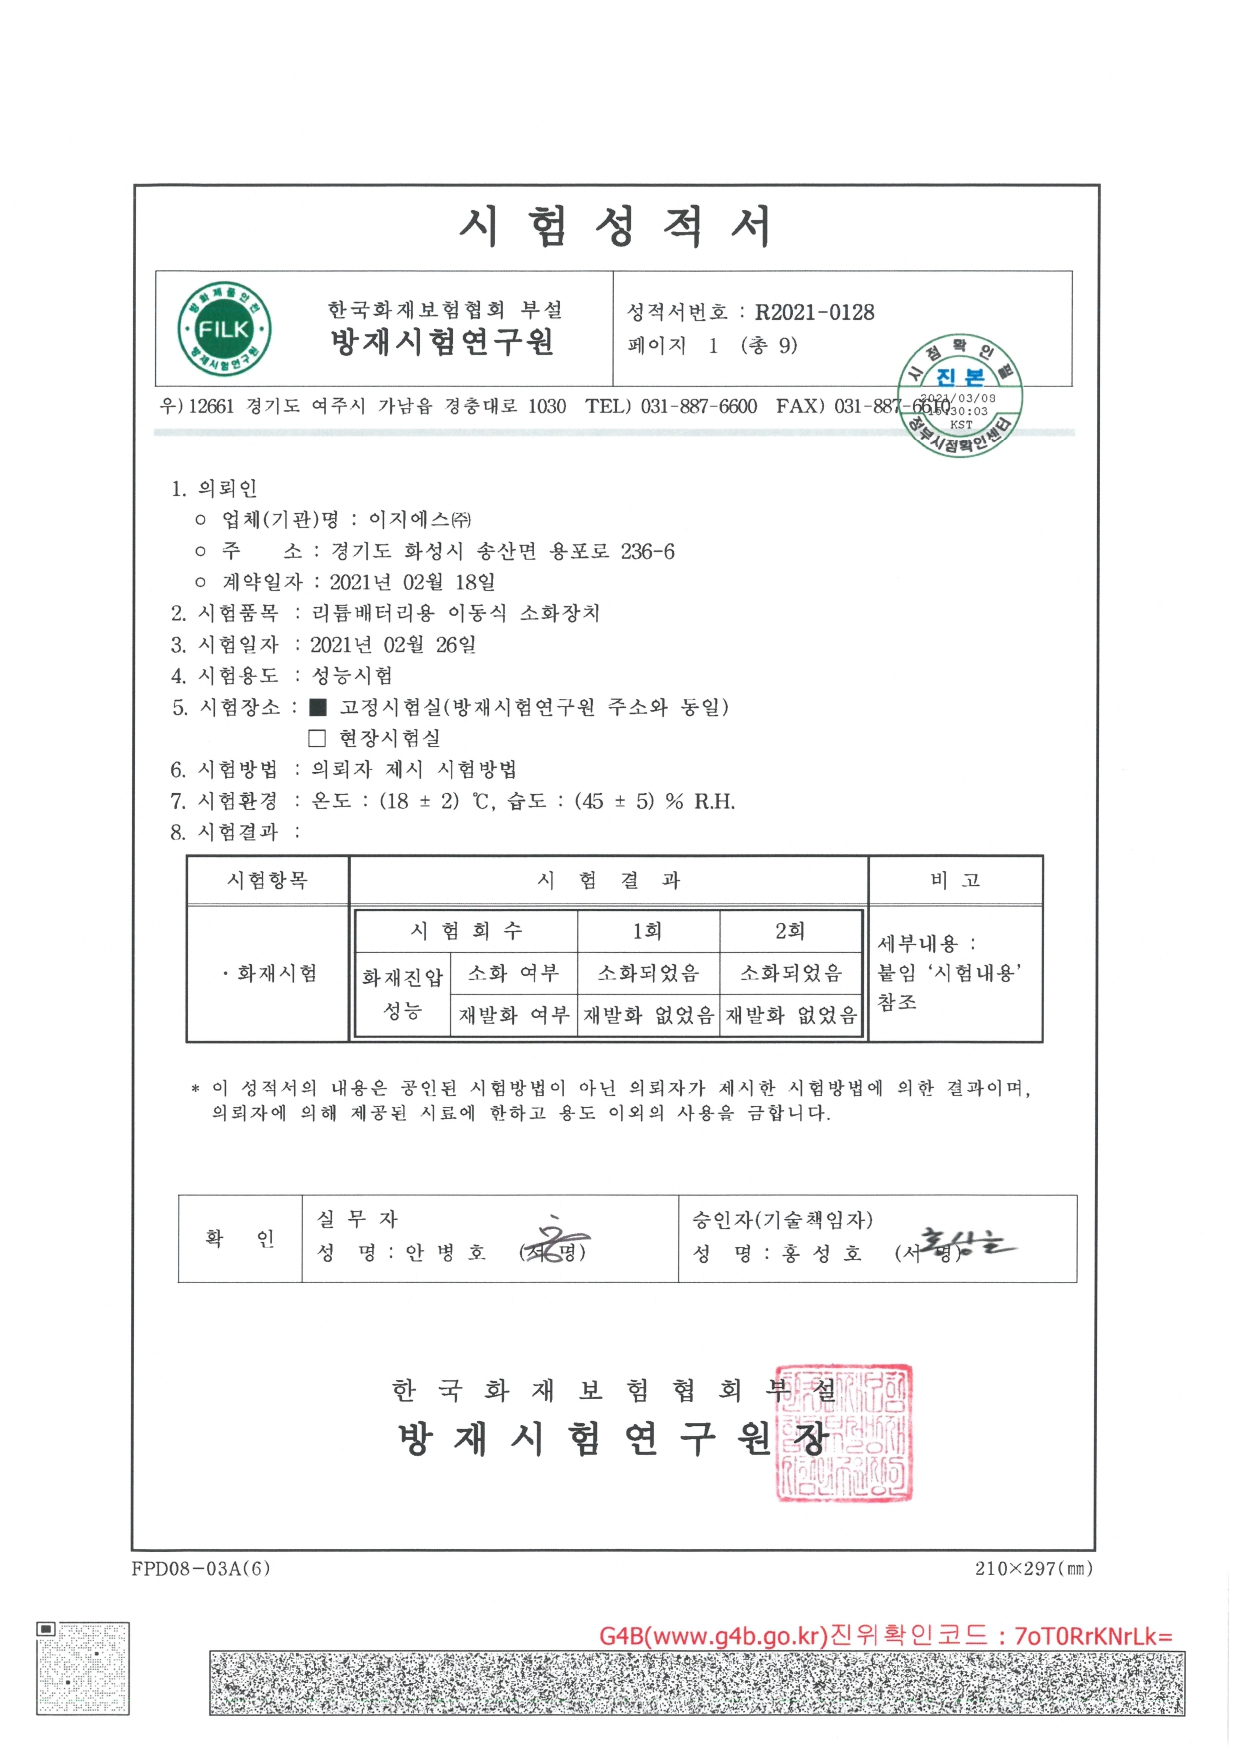 시 험 성 적 서
방화제품안전
FILK
방재시험연구원
한국화재보험협회 부설
방재시험연구원
성적서번호 : R2021-0128
페이지 1 (총 9)
시점확인필
진본
2021/03/09
KST
정부시점확인센터
우) 12661 경기도 여주시 가남읍 경충대로 1030 TEL) 031-887-6600 FAX) 031-887-6610
1. 의뢰인
○ 업체(기관)명 : 이지에스㈜
○ 주 소 : 경기도 화성시 송산면 용포로 236-6
○ 계약일자 : 2021년 02월 18일
2. 시험품목 : 리튬배터리용 이동식 소화장치
3. 시험일자 : 2021년 02월 26일
4. 시험용도 : 성능시험
5. 시험장소 : ■ 고정시험실(방재시험연구원 주소와 동일)
□ 현장시험실
6. 시험방법 : 의뢰자 제시 시험방법
7. 시험환경 : 온도 : (18 ± 2) ℃, 습도 : (45 ± 5) % R.H.
8. 시험결과 :
시험항목 시 험 결 과 비 고
시 험 회 수 1회 2회
· 화재시험 화재진압 성능 소화 여부 소화되었음 소화되었음
재발화 여부 재발화 없었음 재발화 없었음
세부내용 :
붙임 ‘시험내용’
참조
* 이 성적서의 내용은 공인된 시험방법이 아닌 의뢰자가 제시한 시험방법에 의한 결과이며,
의뢰자에 의해 제공된 시료에 한하고 용도 이외의 사용을 금합니다.
확 인
실 무 자
성 명 : 안 병 호 (서명)
승인자(기술책임자)
성 명 : 홍 성 호 (서명)
한 국 화 재 보 험 협 회 부 설
방 재 시 험 연 구 원 장
FPD08-03A(6)
210×297(㎜)
G4B(www.g4b.go.kr)진위확인코드 : 7oT0RrKNrLk=